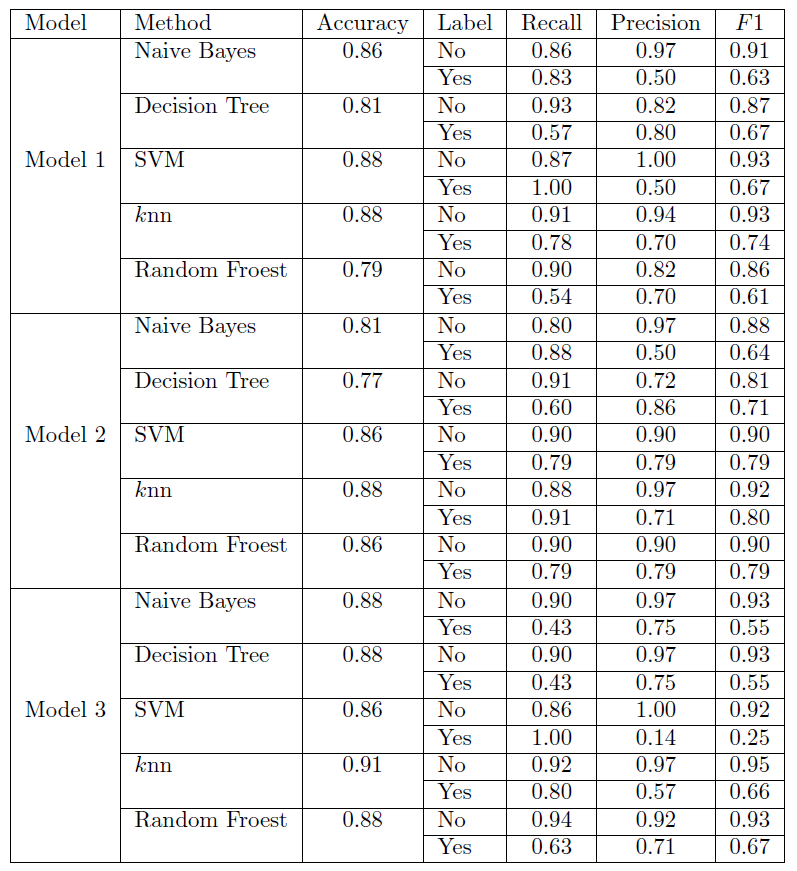 Model Method Accuracy Label Recall Precision F1
Naive Bayes 0.86 No 0.86 0.97 0.91
Yes 0.83 0.50 0.63
Decision Tree 0.81 No 0.93 0.82 0.87
Yes 0.57 0.80 0.67
Model 1 SVM 0.88 No 0.87 1.00 0.93
Yes 1.00 0.50 0.67
knn 0.88 No 0.91 0.94 0.93
Yes 0.78 0.70 0.74
Random Froest 0.79 No 0.90 0.82 0.86
Yes 0.54 0.70 0.61
Naive Bayes 0.81 No 0.80 0.97 0.88
Yes 0.88 0.50 0.64
Decision Tree 0.77 No 0.91 0.72 0.81
Yes 0.60 0.86 0.71
Model 2 SVM 0.86 No 0.90 0.90 0.90
Yes 0.79 0.79 0.79
knn 0.88 No 0.88 0.97 0.92
Yes 0.91 0.71 0.80
Random Froest 0.86 No 0.90 0.90 0.90
Yes 0.79 0.79 0.79
Naive Bayes 0.88 No 0.90 0.97 0.93
Yes 0.43 0.75 0.55
Decision Tree 0.88 No 0.90 0.97 0.93
Yes 0.43 0.75 0.55
Model 3 SVM 0.86 No 0.86 1.00 0.92
Yes 1.00 0.14 0.25
knn 0.91 No 0.92 0.97 0.95
Yes 0.80 0.57 0.66
Random Froest 0.88 No 0.94 0.92 0.93
Yes 0.63 0.71 0.67